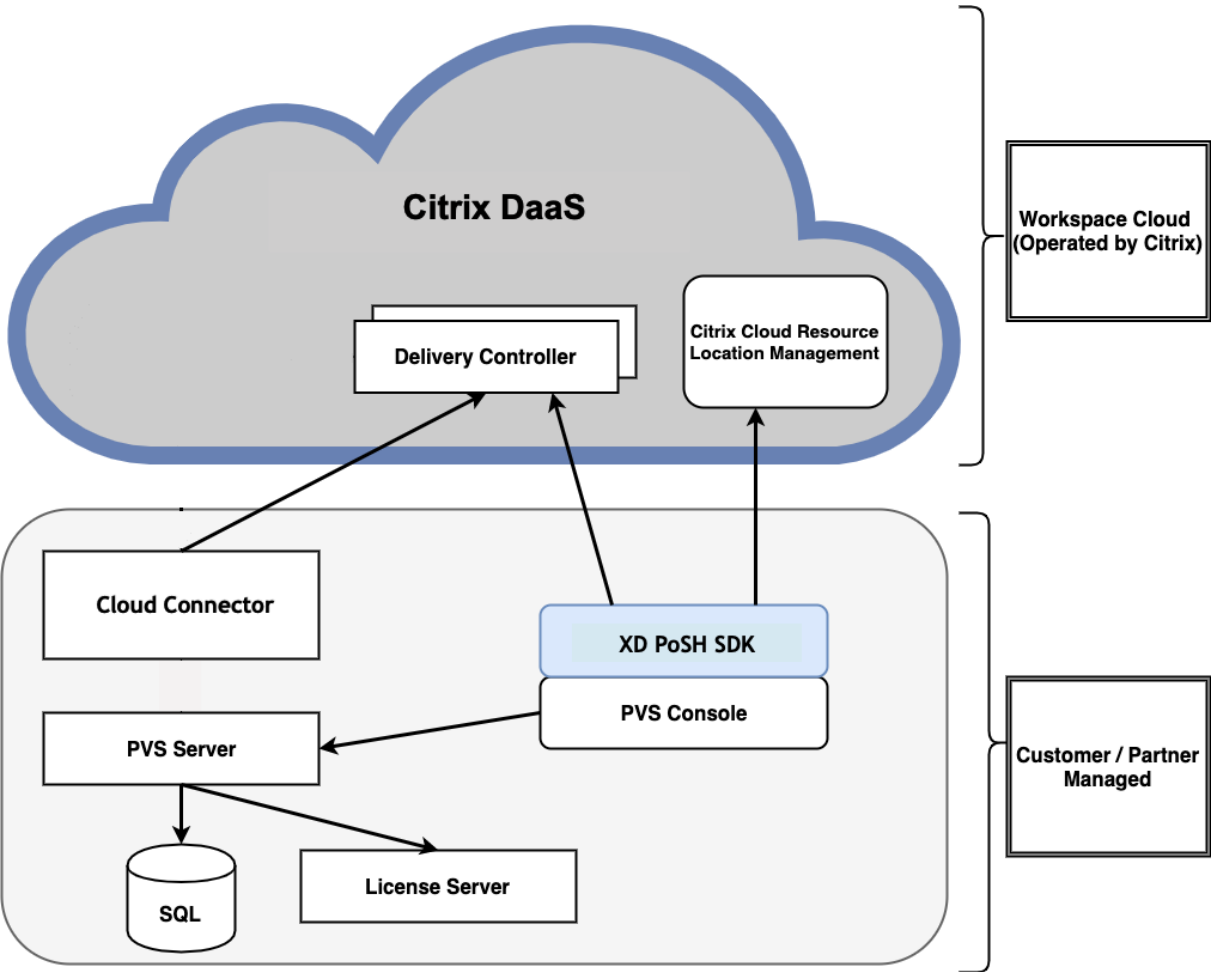 Citrix DaaS
Workspace Cloud
(Operated by Citrix)
Citrix Cloud Resource
Location Management
Delivery Controller
Cloud Connector
XD PoSH SDK
PVS Console
PVS Server
Customer / Partner
Managed
License Server
SQL